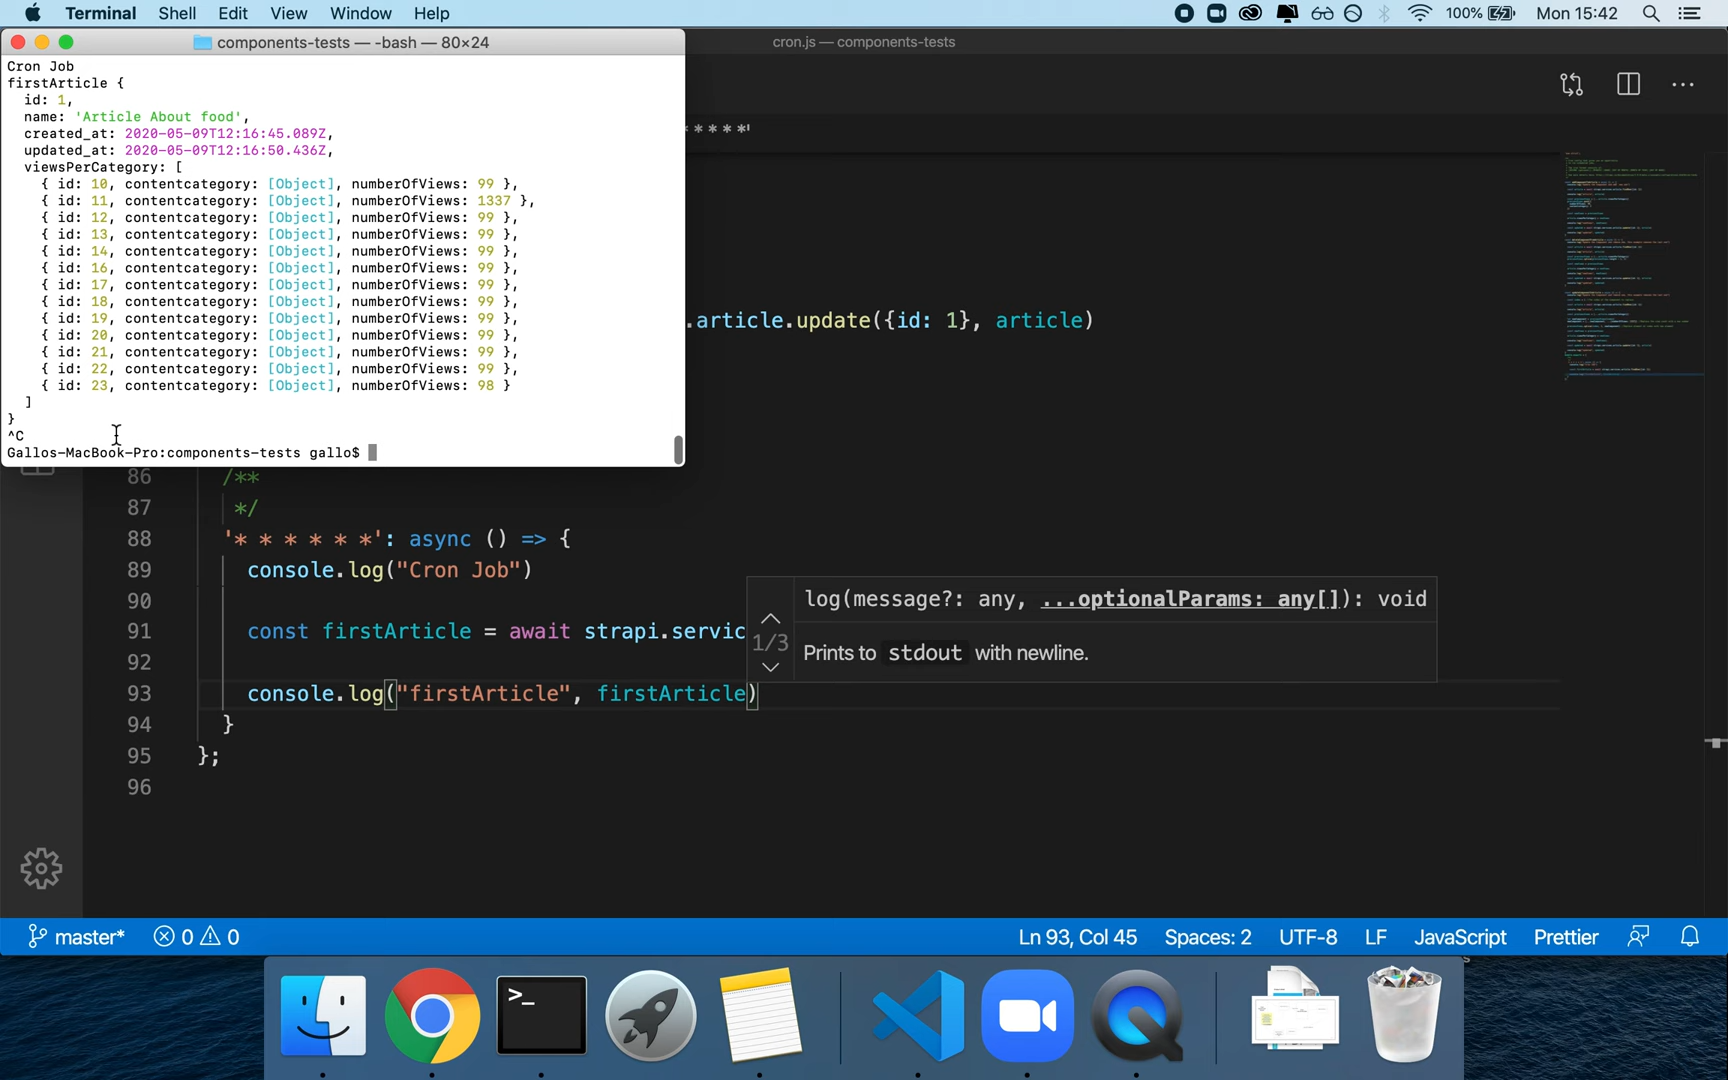 Terminal Shell Edit View Window Help 100% Mon 15:42
components-tests — -bash — 80×24
cron.js — components-tests
Cron Job
firstArticle {
id: 1,
name: 'Article About food',
created_at: 2020-05-09T12:16:45.089Z,
updated_at: 2020-05-09T12:16:50.436Z,
viewsPerCategory: [
{ id: 10, contentcategory: [Object], numberOfViews: 99 },
{ id: 11, contentcategory: [Object], numberOfViews: 1337 },
{ id: 12, contentcategory: [Object], numberOfViews: 99 },
{ id: 13, contentcategory: [Object], numberOfViews: 99 },
{ id: 14, contentcategory: [Object], numberOfViews: 99 },
{ id: 16, contentcategory: [Object], numberOfViews: 99 },
{ id: 17, contentcategory: [Object], numberOfViews: 99 },
{ id: 18, contentcategory: [Object], numberOfViews: 99 },
{ id: 19, contentcategory: [Object], numberOfViews: 99 },
{ id: 20, contentcategory: [Object], numberOfViews: 99 },
{ id: 21, contentcategory: [Object], numberOfViews: 99 },
{ id: 22, contentcategory: [Object], numberOfViews: 99 },
{ id: 23, contentcategory: [Object], numberOfViews: 98 }
]
}
^C
Gallos-MacBook-Pro:components-tests gallo$
* * * * *'
.article.update({id: 1}, article)
86 /**
87 */
88 '* * * * * *': async () => {
89 console.log("Cron Job")
90
91 const firstArticle = await strapi.servic
92
93 console.log("firstArticle", firstArticle)
94 }
95 };
96
log(message?: any, ...optionalParams: any[]): void
1/3
Prints to stdout with newline.
master* 0 0 Ln 93, Col 45 Spaces: 2 UTF-8 LF JavaScript Prettier
>_